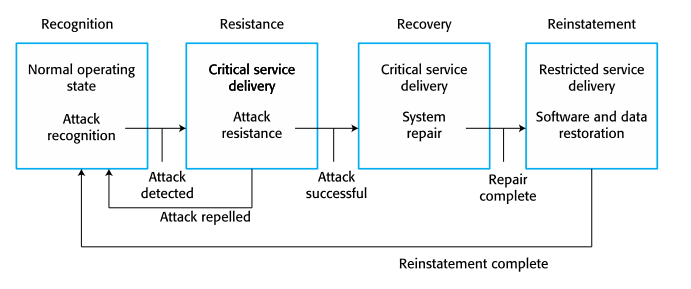 Recognition
Resistance
Recovery
Reinstatement
Normal operating
state
Attack
recognition
Critical service
delivery
Attack
resistance
Critical service
delivery
System
repair
Restricted service
delivery
Software and data
restoration
Attack
detected
Attack repelled
Attack
successful
Repair
complete
Reinstatement complete